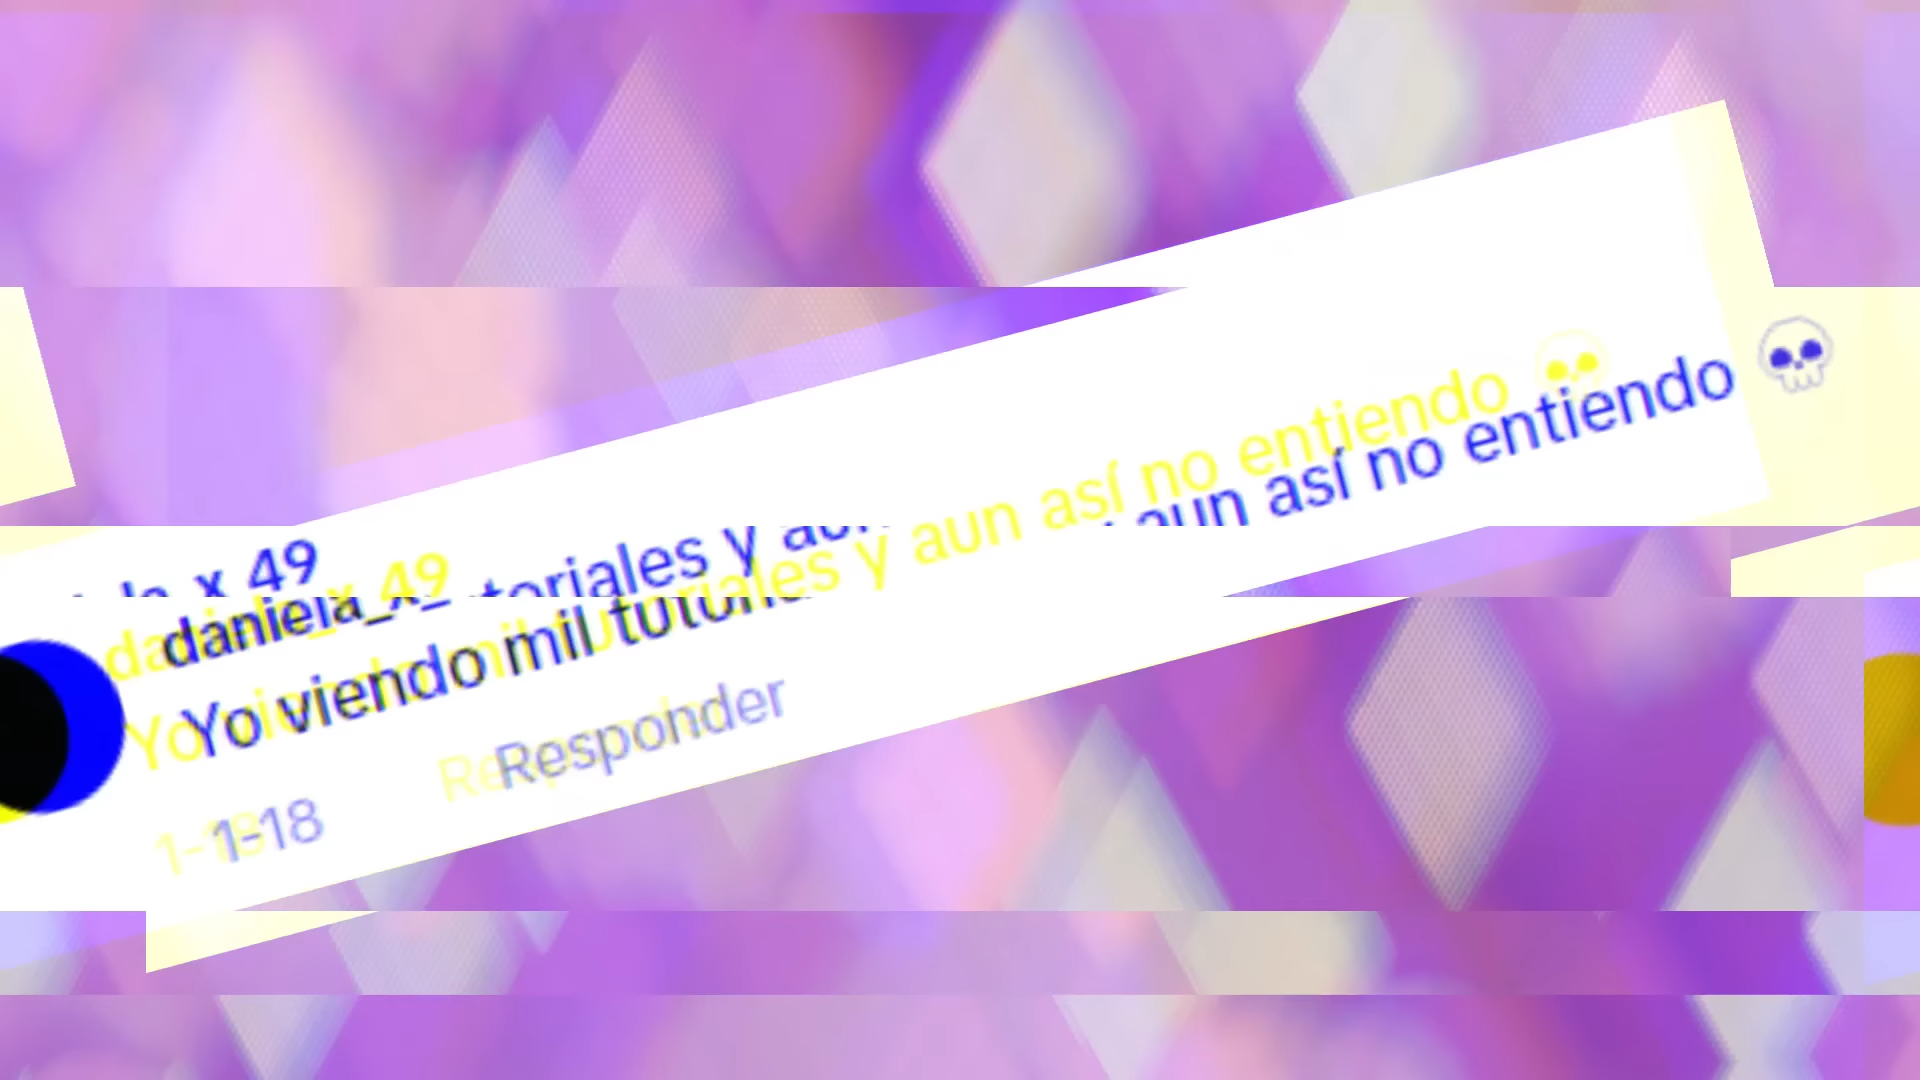 daniela_x_49
Yo viendo mil tutoriales y aun así no entiendo 💀
1-18 Responder